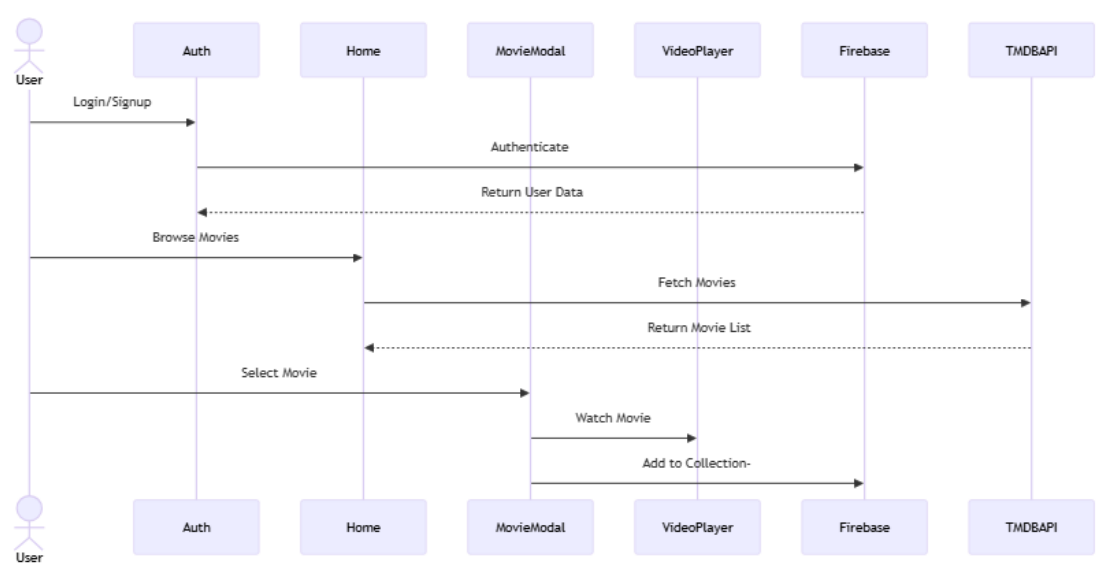 Auth
Home
MovieModal
VideoPlayer
Firebase
TMDBAPI
User
Login/Signup
Authenticate
Return User Data
Browse Movies
Fetch Movies
Return Movie List
Select Movie
Watch Movie
Add to Collection-
Auth
Home
MovieModal
VideoPlayer
Firebase
TMDBAPI
User